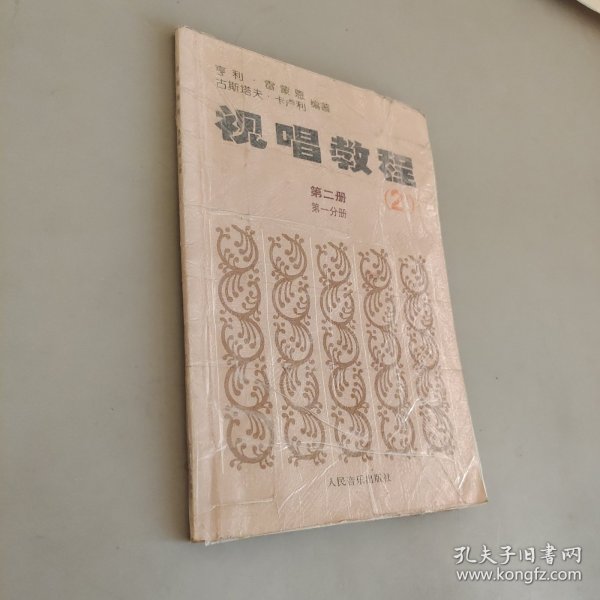 亨利·雷蒙恩
古斯塔夫·卡卢利 编著
视唱教程
(2)
第二册
第一分册
人民音乐出版社
孔夫子旧书网
www.kongfz.com